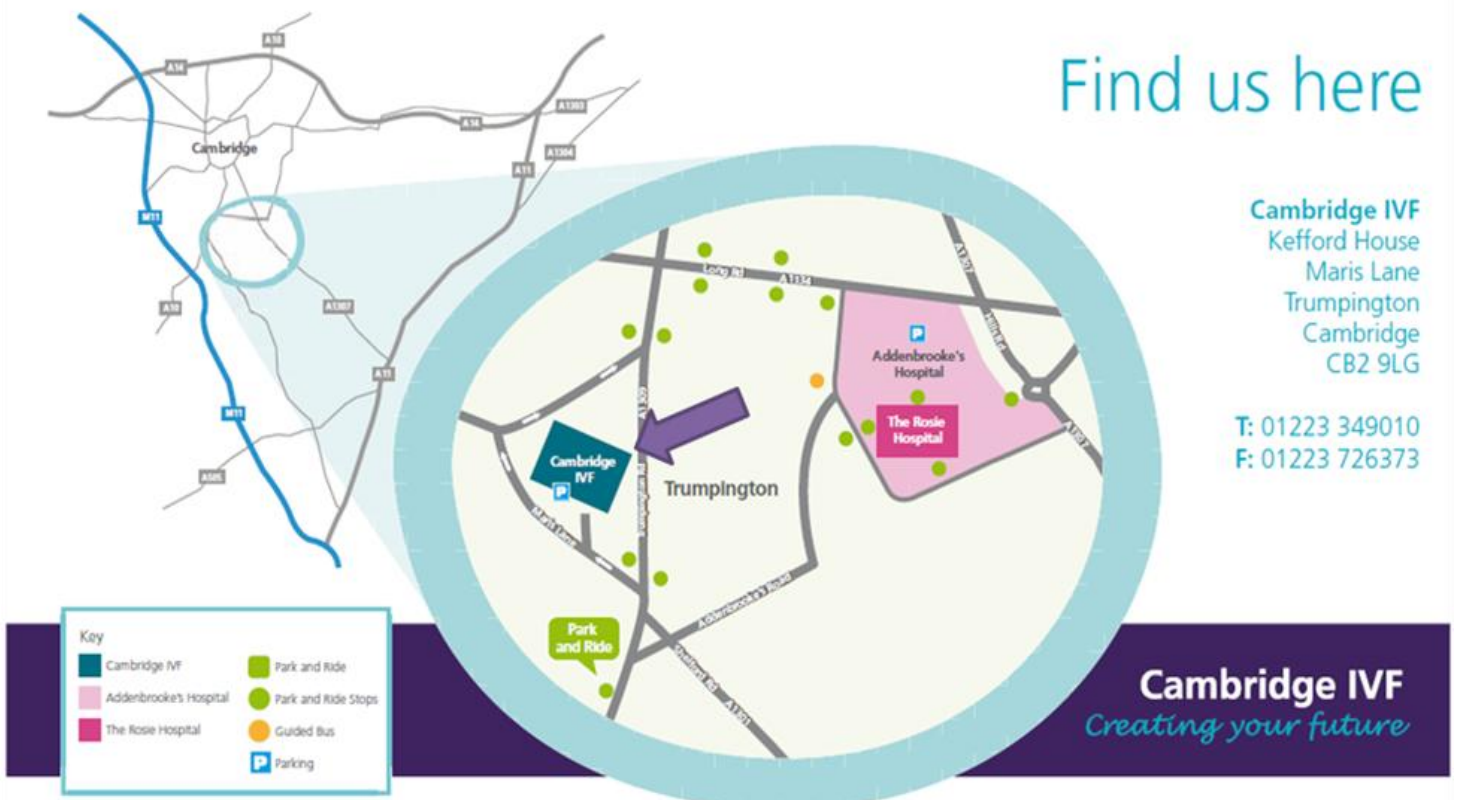 Find us here
Cambridge IVF
Kefford House
Maris Lane
Trumpington
Cambridge
CB2 9LG
T: 01223 349010
F: 01223 726373
A10
A14
Cambridge
A14
A1303
A1304
A11
M11
A10
A1307
A11
M11
A505
Long Rd
A1134
A1307
Hills Rd
P
Addenbrooke's
Hospital
The Rosie
Hospital
A1307
A1309
Cambridge
IVF
P
Trumpington Rd
Trumpington
Maris Lane
Addenbrooke's Road
Park
and Ride
Shelford Rd
A1301
Key
Cambridge IVF
Addenbrooke's Hospital
The Rosie Hospital
Park and Ride
Park and Ride Stops
Guided Bus
P Parking
Cambridge IVF
Creating your future